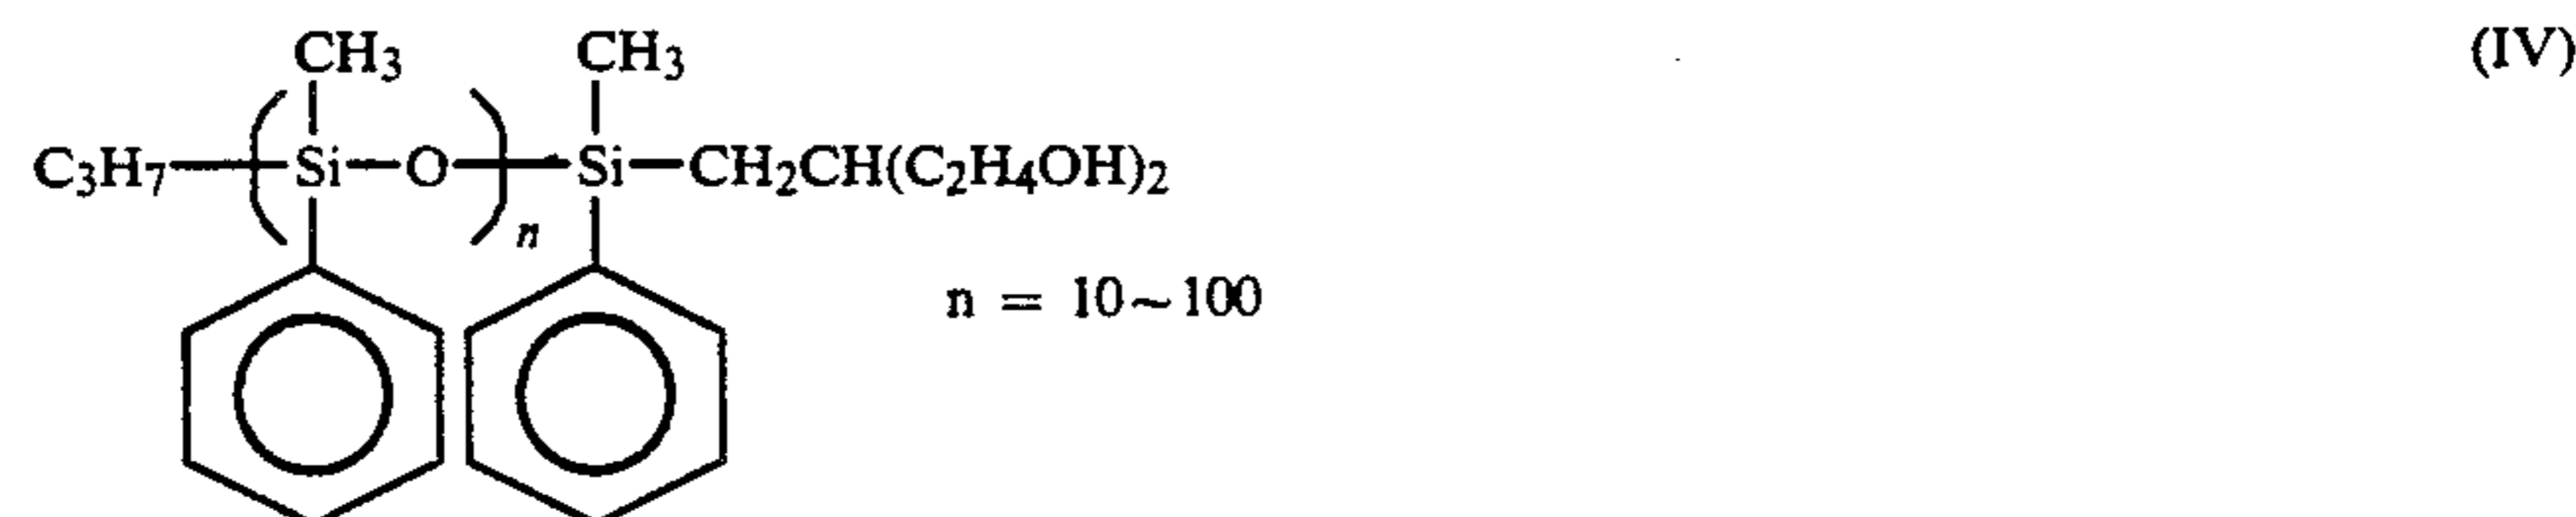 CH₃ CH₃ (IV)
C₃H₇—(Si—O)ₙ—Si—CH₂CH(C₂H₄OH)₂
n = 10~100